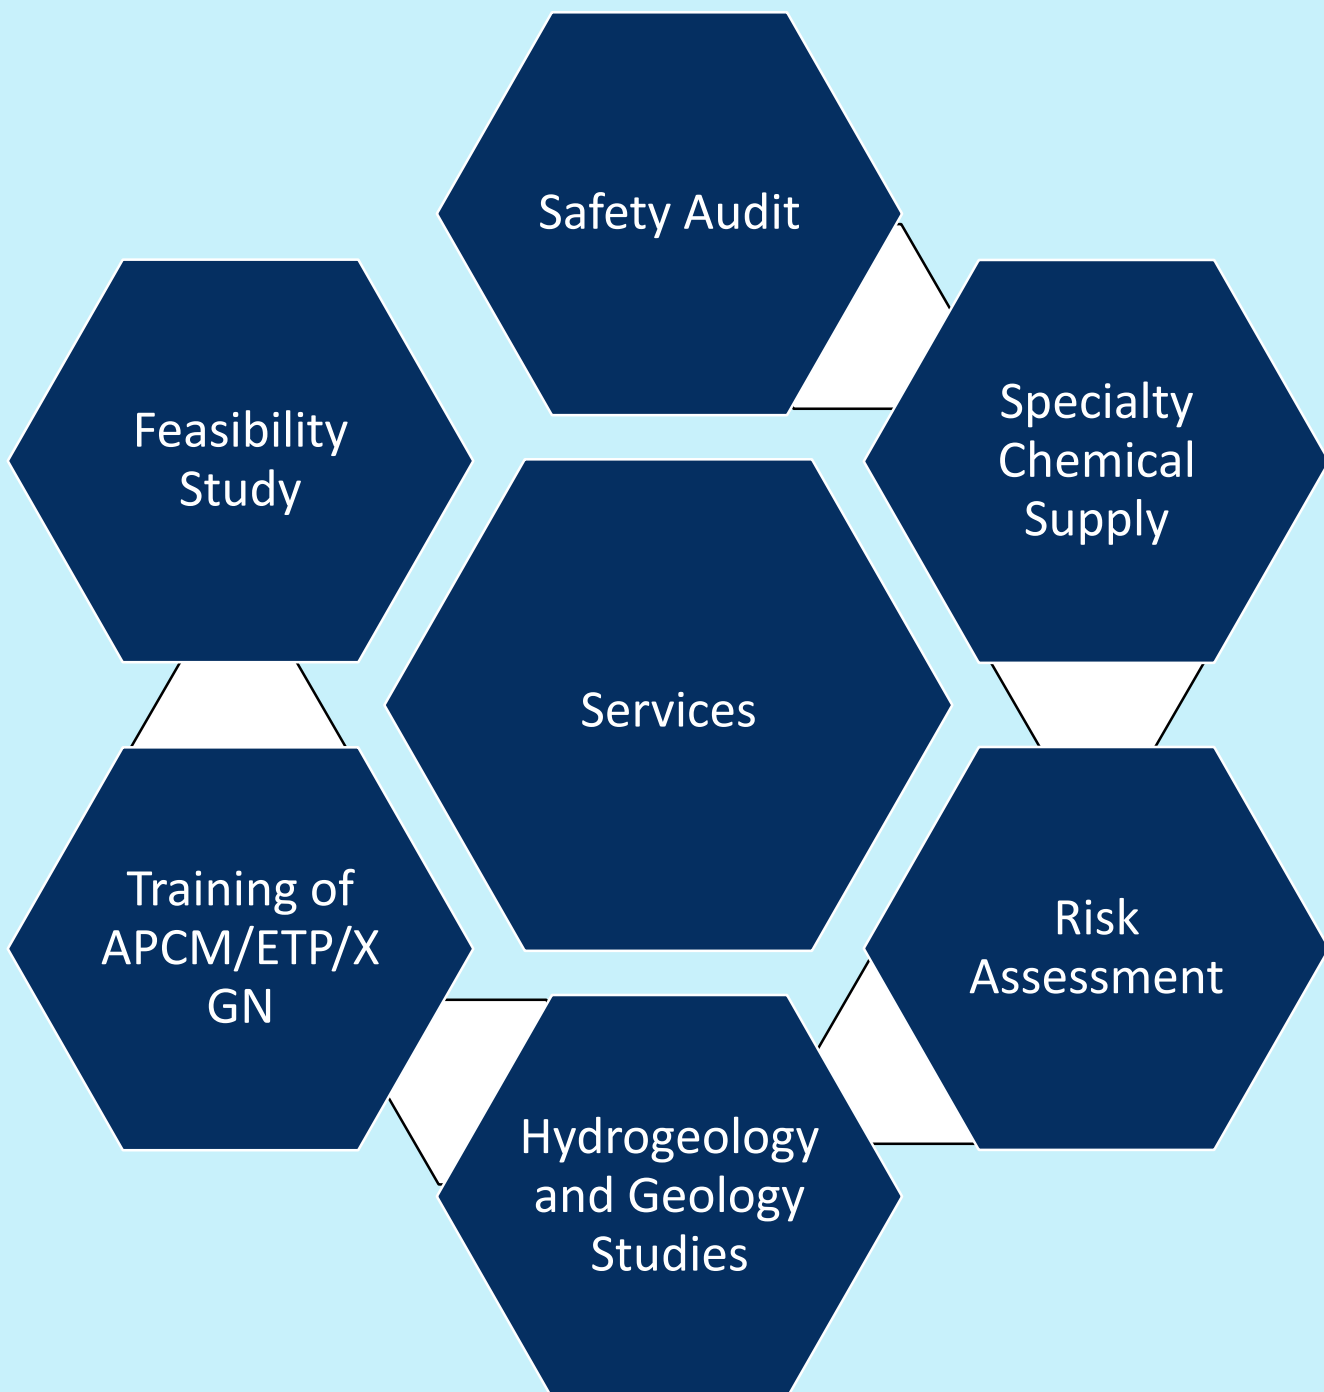 Safety Audit
Specialty
Chemical
Supply
Feasibility
Study
Services
Training of
APCM/ETP/X
GN
Risk
Assessment
Hydrogeology
and Geology
Studies